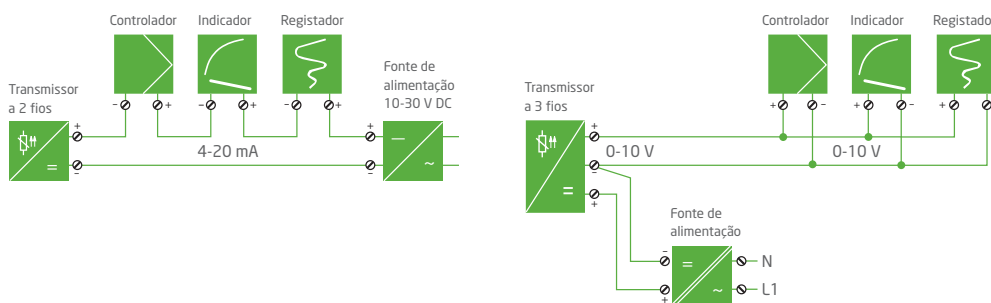 Controlador
Indicador
Registador
Transmissor
a 2 fios
- + - + - +
Fonte de
alimentação
10-30 V DC
+ +
4-20 mA
- -
=
— ~
Controlador
Indicador
Registador
Transmissor
a 3 fios
+ - + - + -
+
0-10 V
0-10 V
-
=
+
Fonte de
alimentação
- = N
+ ~ L1